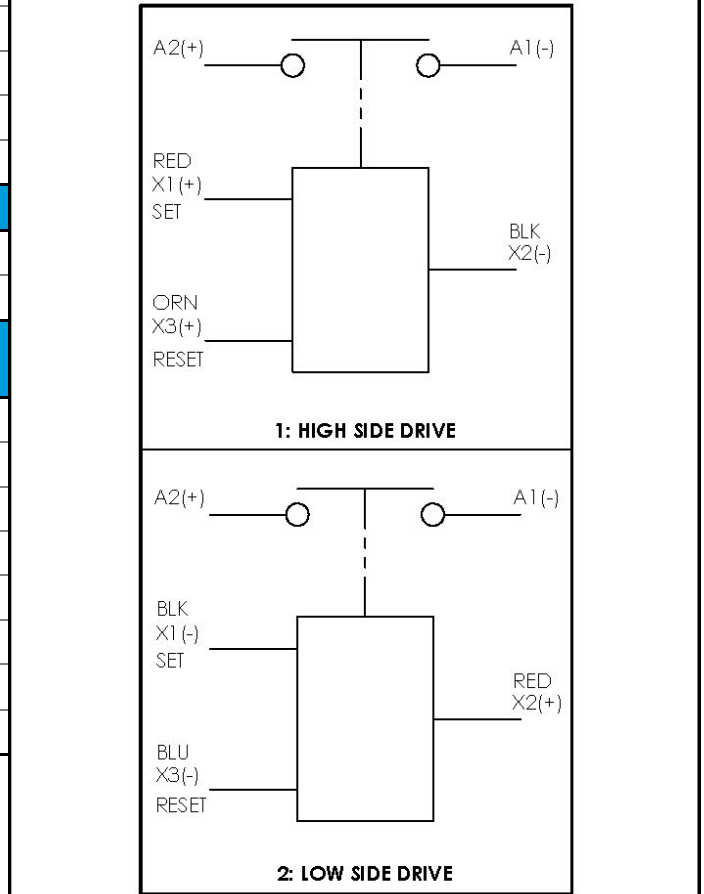 A2(+)
A1(-)
RED
X1(+)
SET
BLK
X2(-)
ORN
X3(+)
RESET
1: HIGH SIDE DRIVE
A2(+)
A1(-)
BLK
X1(-)
SET
RED
X2(+)
BLU
X3(-)
RESET
2: LOW SIDE DRIVE